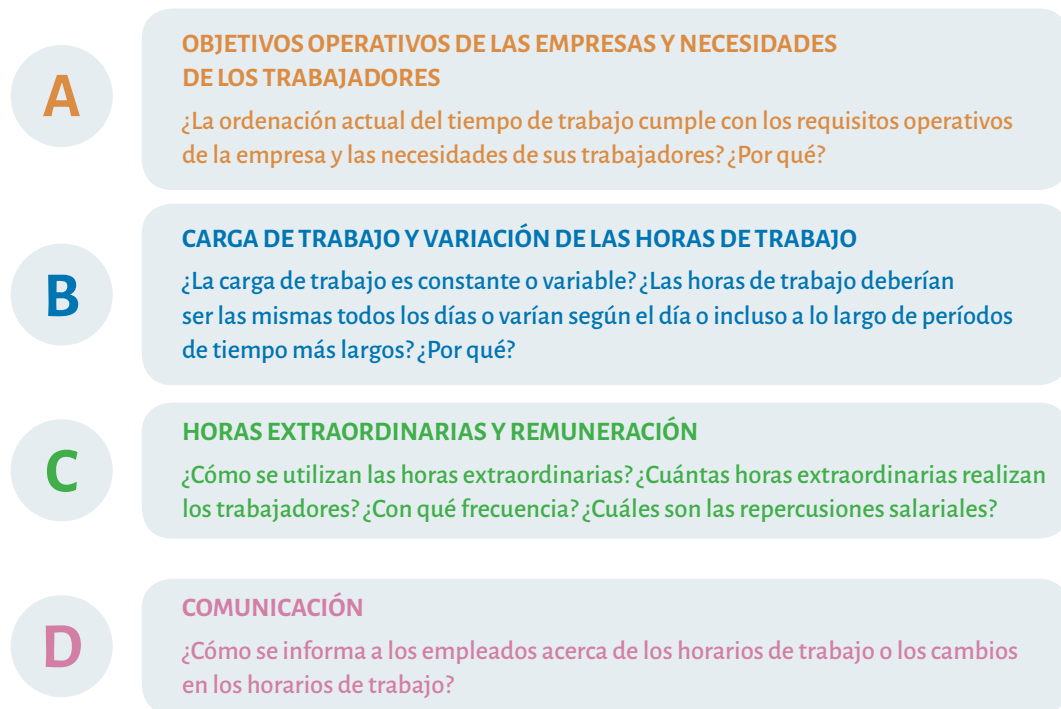 A
OBJETIVOS OPERATIVOS DE LAS EMPRESAS Y NECESIDADES
DE LOS TRABAJADORES
¿La ordenación actual del tiempo de trabajo cumple con los requisitos operativos
de la empresa y las necesidades de sus trabajadores? ¿Por qué?
B
CARGA DE TRABAJO Y VARIACIÓN DE LAS HORAS DE TRABAJO
¿La carga de trabajo es constante o variable? ¿Las horas de trabajo deberían
ser las mismas todos los días o varían según el día o incluso a lo largo de períodos
de tiempo más largos? ¿Por qué?
C
HORAS EXTRAORDINARIAS Y REMUNERACIÓN
¿Cómo se utilizan las horas extraordinarias? ¿Cuántas horas extraordinarias realizan
los trabajadores? ¿Con qué frecuencia? ¿Cuáles son las repercusiones salariales?
D
COMUNICACIÓN
¿Cómo se informa a los empleados acerca de los horarios de trabajo o los cambios
en los horarios de trabajo?